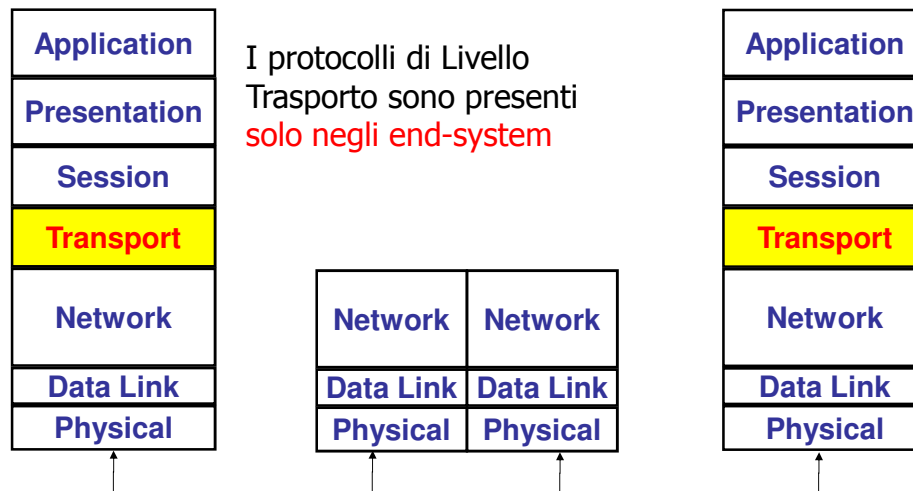 Application
Presentation
Session
Transport
Network
Data Link
Physical
I protocolli di Livello
Trasporto sono presenti
solo negli end-system
Network Network
Data Link Data Link
Physical Physical
Application
Presentation
Session
Transport
Network
Data Link
Physical